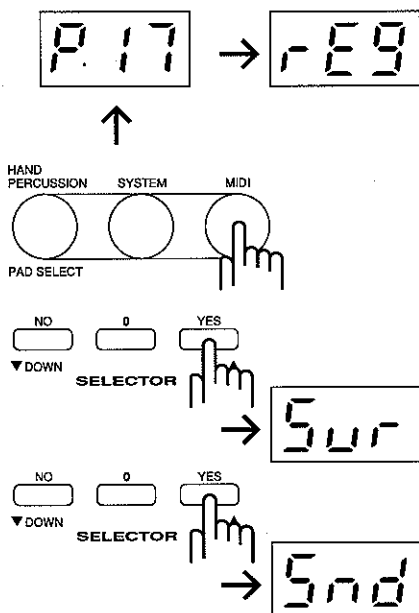 P.17 → rEg
HAND
PERCUSSION SYSTEM MIDI
PAD SELECT
NO 0 YES
▼DOWN ▲
SELECTOR
→ Sur
NO 0 YES
▼DOWN ▲
SELECTOR
→ Snd